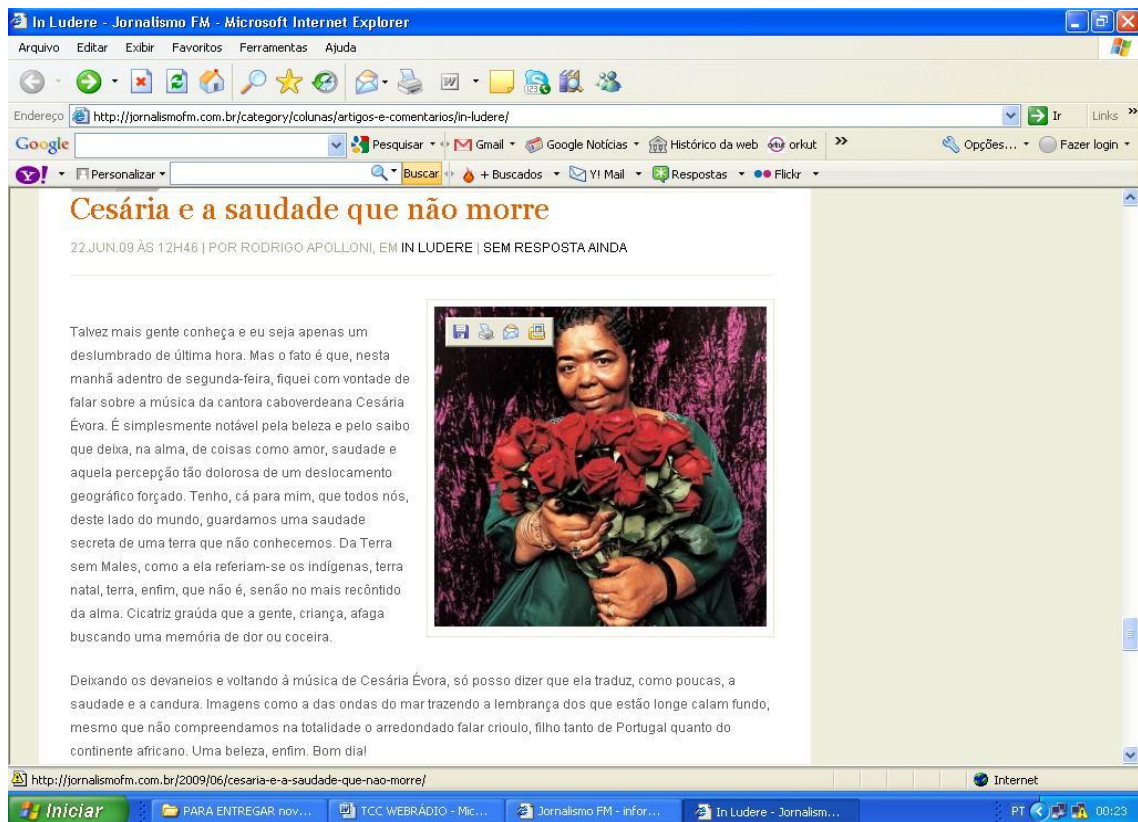 In Ludere - Jornalismo FM - Microsoft Internet Explorer
Arquivo Editar Exibir Favoritos Ferramentas Ajuda
Endereço http://jornalismofm.com.br/category/colunas/artigos-e-comentarios/in-ludere/ Ir Links
Google Pesquisar Gmail Google Notícias Histórico da web orkut Opções... Fazer login
Y! Personalizar Buscar + Buscados Y! Mail Respostas Flickr
Cesária e a saudade que não morre
22.JUN.09 ÀS 12H46 | POR RODRIGO APOLLONI, EM IN LUDERE | SEM RESPOSTA AINDA
Talvez mais gente conheça e eu seja apenas um
deslumbrado de última hora. Mas o fato é que, nesta
manhã adentro de segunda-feira, fiquei com vontade de
falar sobre a música da cantora caboverdeana Cesária
Évora. É simplesmente notável pela beleza e pelo saibo
que deixa, na alma, de coisas como amor, saudade e
aquela percepção tão dolorosa de um deslocamento
geográfico forçado. Tenho, cá para mim, que todos nós,
deste lado do mundo, guardamos uma saudade
secreta de uma terra que não conhecemos. Da Terra
sem Males, como a ela referiam-se os indígenas, terra
natal, terra, enfim, que não é, senão no mais recôntido
da alma. Cicatriz graúda que a gente, criança, afaga
buscando uma memória de dor ou coceira.
Deixando os devaneios e voltando à música de Cesária Évora, só posso dizer que ela traduz, como poucas, a
saudade e a candura. Imagens como a das ondas do mar trazendo a lembrança dos que estão longe calam fundo,
mesmo que não compreendamos na totalidade o arredondado falar crioulo, filho tanto de Portugal quanto do
continente africano. Uma beleza, enfim. Bom dia!
http://jornalismofm.com.br/2009/06/cesaria-e-a-saudade-que-nao-morre/ Internet
Iniciar PARA ENTREGAR nov... TCC WEBRÁDIO - Mic... Jornalismo FM - infor... In Ludere - Jornalism... PT 00:23